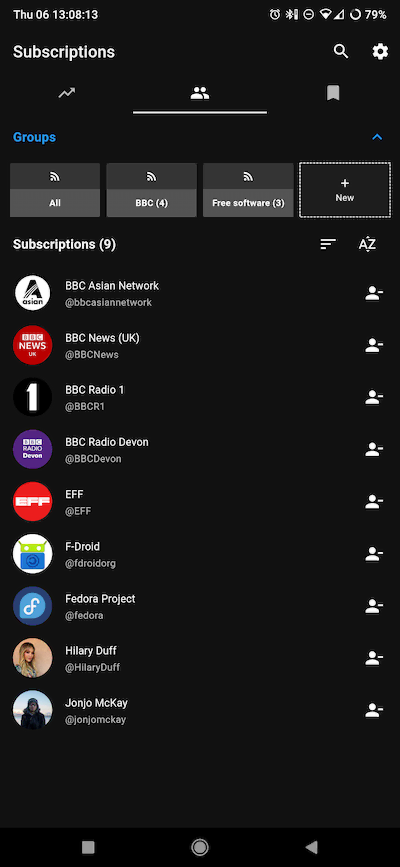 Thu 06 13:08:13
79%
Subscriptions
Groups
All
BBC (4)
Free software (3)
New
Subscriptions (9)
AZ
asian
BBC Asian Network
@bbcasiannetwork
BBC
NEWS
UK
BBC News (UK)
@BBCNews
1
BBC Radio 1
@BBCR1
BBC
RADIO
Devon
BBC Radio Devon
@BBCDevon
EFF
EFF
@EFF
F-Droid
@fdroidorg
Fedora Project
@fedora
Hilary Duff
@HilaryDuff
Jonjo McKay
@jonjomckay